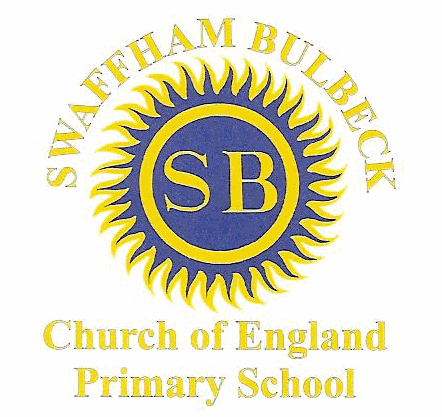 SWAFFHAM BULBECK
SB
Church of England
Primary School